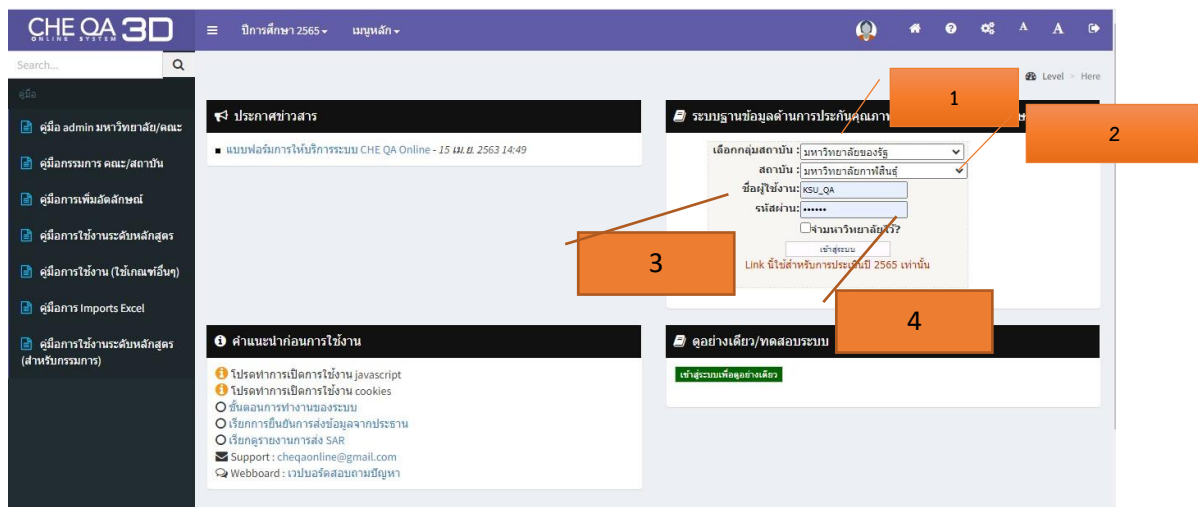 CHE QA 3D
ONLINE SYSTEM
ปีการศึกษา 2565
เมนูหลัก
A A
Search...
Level > Here
คู่มือ
คู่มือ admin มหาวิทยาลัย/คณะ
คู่มือกรรมการ คณะ/สถาบัน
คู่มือการเพิ่มอัตลักษณ์
คู่มือการใช้งานระดับหลักสูตร
คู่มือการใช้งาน (ใช้เกณฑ์อื่นๆ)
คู่มือการ Imports Excel
คู่มือการใช้งานระดับหลักสูตร
(สำหรับกรรมการ)
ประกาศข่าวสาร
แบบฟอร์มการให้บริการระบบ CHE QA Online - 15 เม.ย. 2563 14:49
ระบบฐานข้อมูลด้านการประกันคุณภาพ
1
2
เลือกกลุ่มสถาบัน : มหาวิทยาลัยของรัฐ
สถาบัน : มหาวิทยาลัยกาฬสินธุ์
ชื่อผู้ใช้งาน: KSU_QA
รหัสผ่าน: ••••••
จำมหาวิทยาลัยไว้?
เข้าสู่ระบบ
Link นี้ใช้สำหรับการประเมินปี 2565 เท่านั้น
3
4
คำแนะนำก่อนการใช้งาน
โปรดทำการเปิดการใช้งาน javascript
โปรดทำการเปิดการใช้งาน cookies
ขั้นตอนการทำงานของระบบ
เรียกการยืนยันการส่งข้อมูลจากประธาน
เรียกดูรายงานการส่ง SAR
Support : cheqaonline@gmail.com
Webboard : เวปบอร์ดสอบถามปัญหา
ดูอย่างเดียว/ทดสอบระบบ
เข้าสู่ระบบเพื่อดูอย่างเดียว